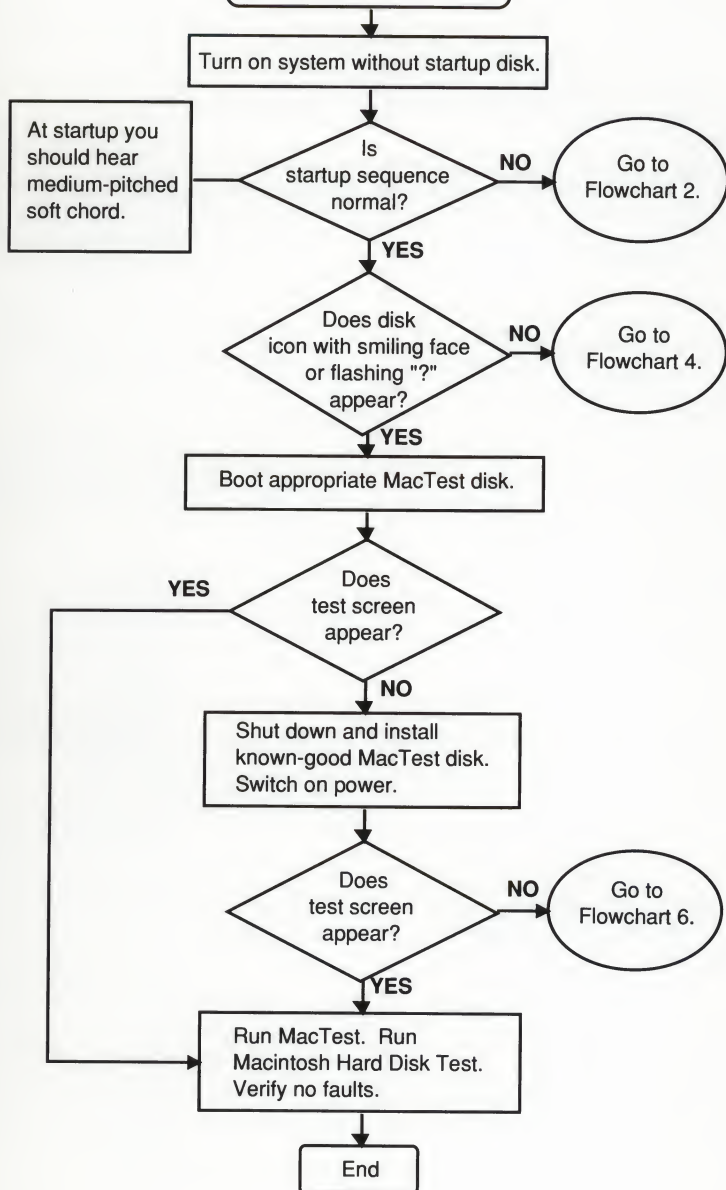 Turn on system without startup disk.
At startup you
should hear
medium-pitched
soft chord.
Is
startup sequence
normal?
NO
Go to
Flowchart 2.
YES
Does disk
icon with smiling face
or flashing "?"
appear?
NO
Go to
Flowchart 4.
YES
Boot appropriate MacTest disk.
YES
Does
test screen
appear?
NO
Shut down and install
known-good MacTest disk.
Switch on power.
Does
test screen
appear?
NO
Go to
Flowchart 6.
YES
Run MacTest. Run
Macintosh Hard Disk Test.
Verify no faults.
End